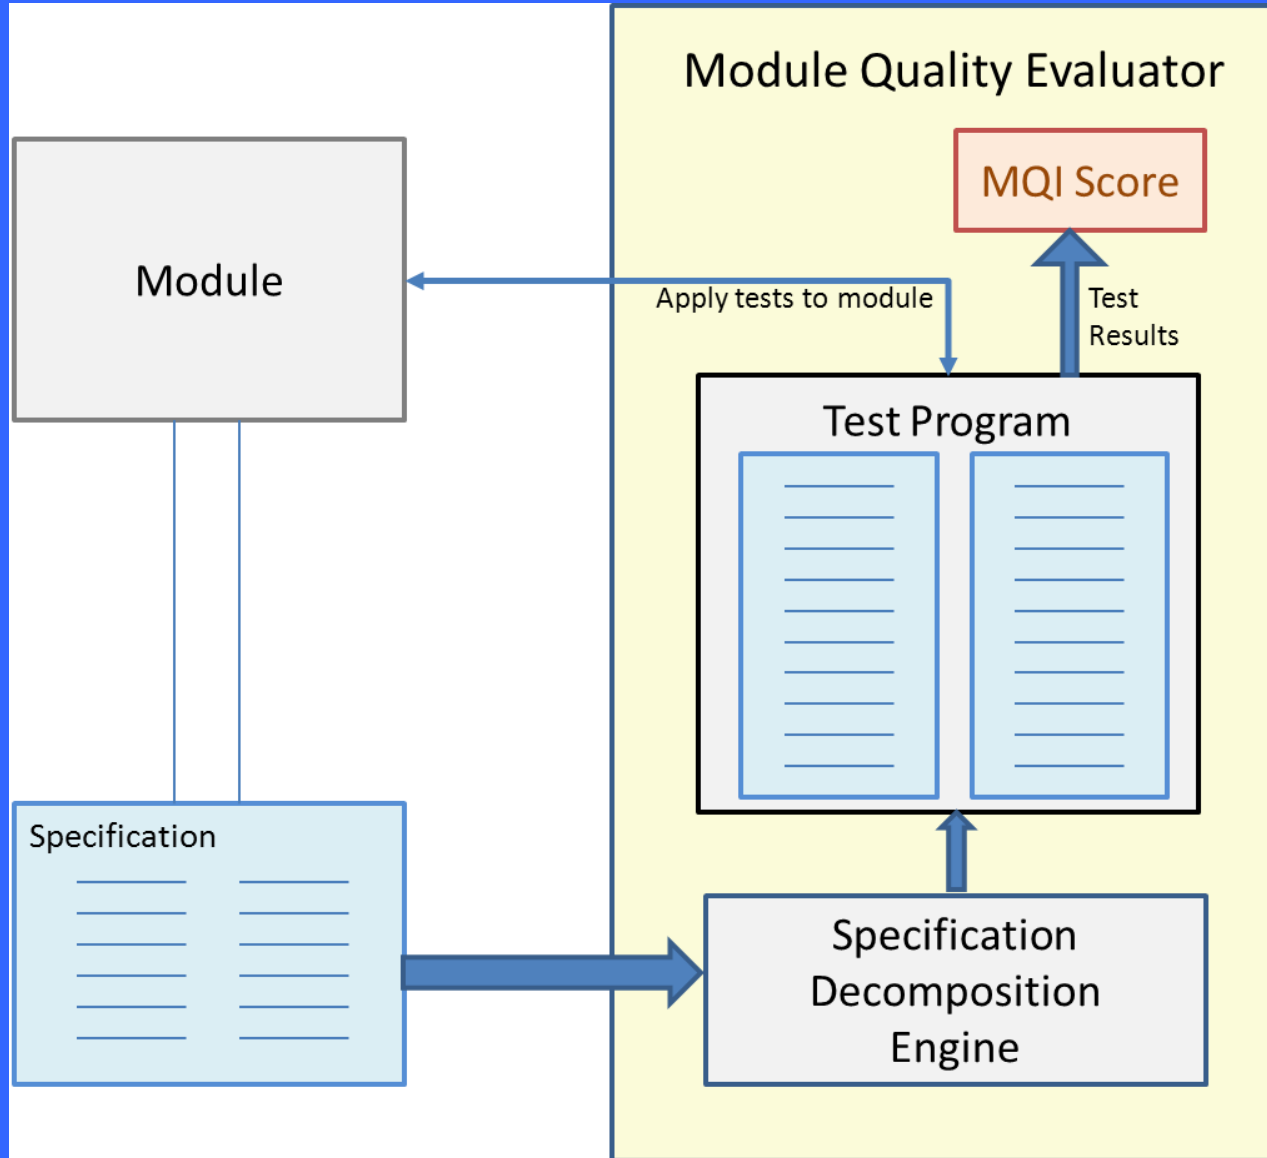 Module Quality Evaluator
MQI Score
Module
Apply tests to module
Test
Results
Test Program
Specification
Specification
Decomposition
Engine